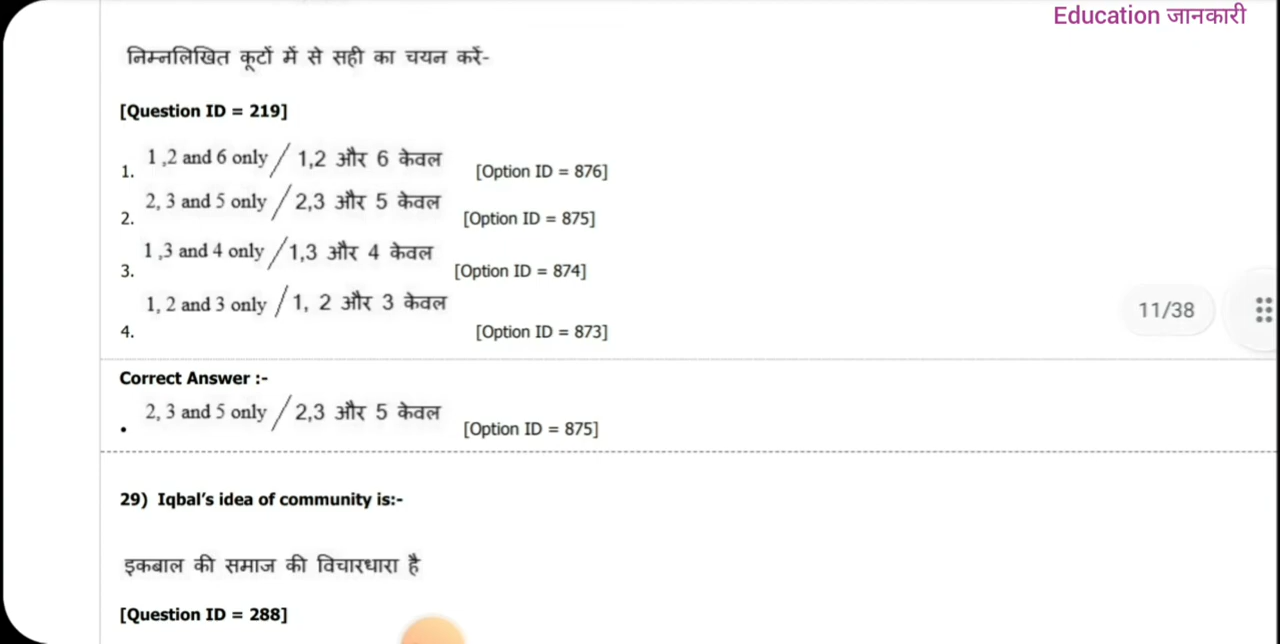 Education जानकारी
निम्नलिखित कूटों में से सही का चयन करें-
[Question ID = 219]
1. 1 ,2 and 6 only / 1,2 और 6 केवल [Option ID = 876]
2. 2, 3 and 5 only / 2,3 और 5 केवल [Option ID = 875]
3. 1 ,3 and 4 only / 1,3 और 4 केवल [Option ID = 874]
4. 1, 2 and 3 only / 1, 2 और 3 केवल [Option ID = 873]
11/38
Correct Answer :-
• 2, 3 and 5 only / 2,3 और 5 केवल [Option ID = 875]
29) Iqbal’s idea of community is:-
इकबाल की समाज की विचारधारा है
[Question ID = 288]